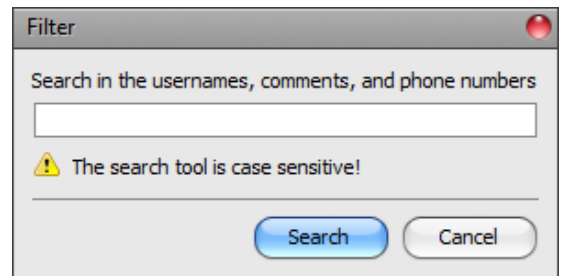 Filter
Search in the usernames, comments, and phone numbers
The search tool is case sensitive!
Search
Cancel